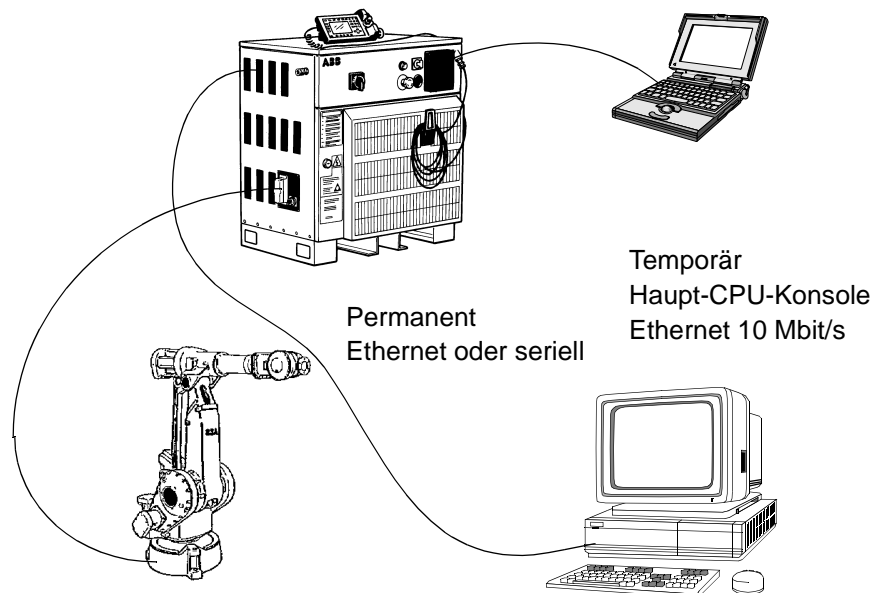 ABB
Temporär
Haupt-CPU-Konsole
Ethernet 10 Mbit/s
Permanent
Ethernet oder seriell